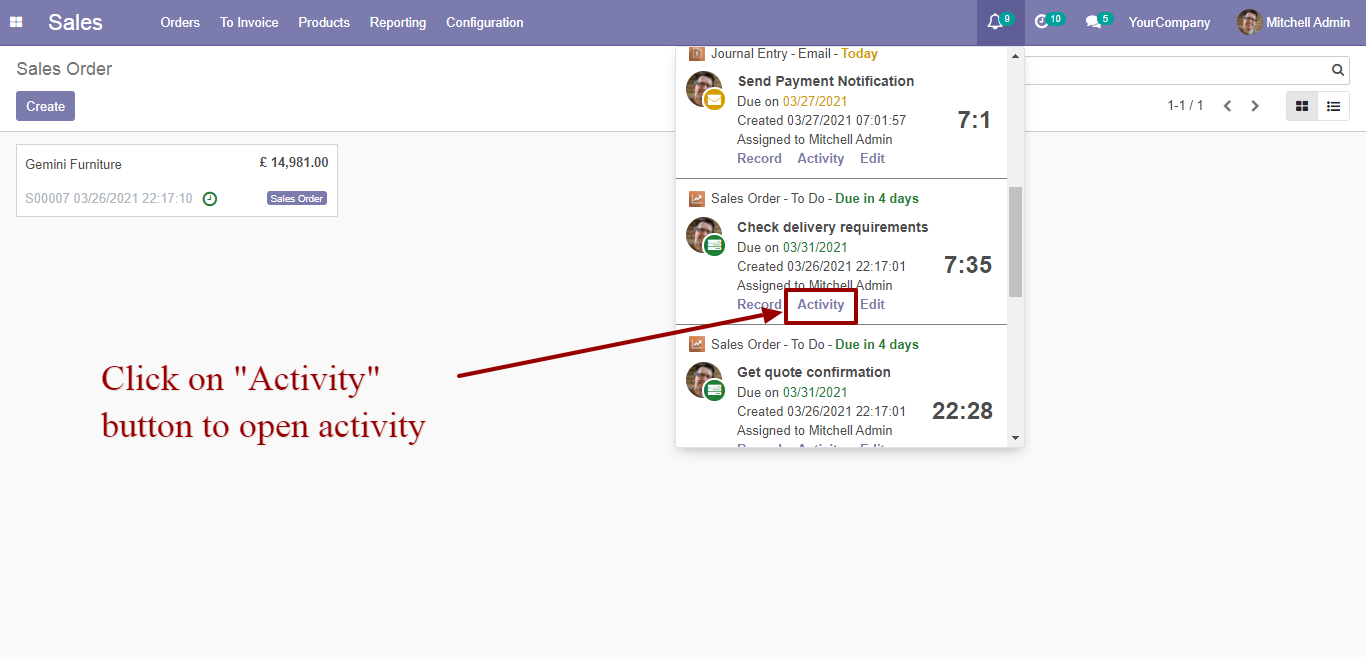 Sales Orders To Invoice Products Reporting Configuration 9 10 5 YourCompany Mitchell Admin
Sales Order
Create
1-1 / 1
Gemini Furniture £ 14,981.00
S00007 03/26/2021 22:17:10 Sales Order
Journal Entry - Email - Today
Send Payment Notification
Due on 03/27/2021
Created 03/27/2021 07:01:57
7:1
Assigned to Mitchell Admin
Record Activity Edit
Sales Order - To Do - Due in 4 days
Check delivery requirements
Due on 03/31/2021
Created 03/26/2021 22:17:01
7:35
Assigned to Mitchell Admin
Record Activity Edit
Sales Order - To Do - Due in 4 days
Get quote confirmation
Due on 03/31/2021
Created 03/26/2021 22:17:01
22:28
Assigned to Mitchell Admin
Click on "Activity"
button to open activity